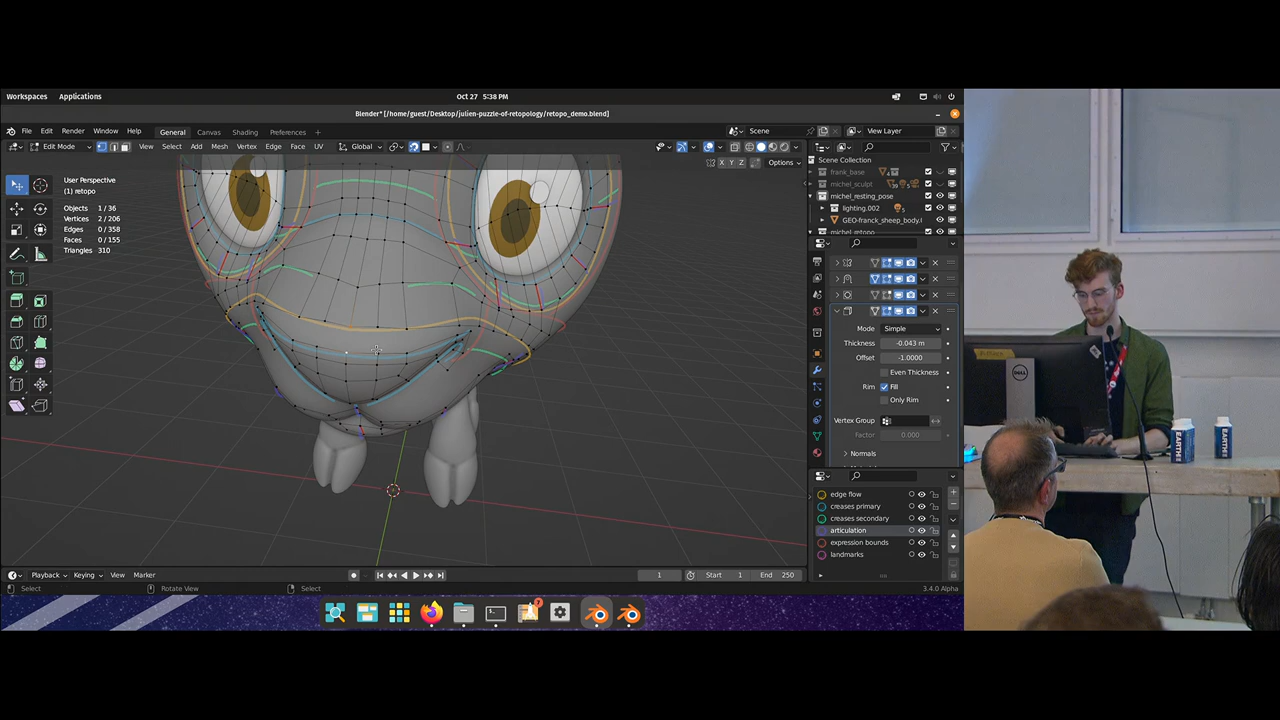 Workspaces Applications Oct 27 5:38 PM
Blender* [/home/guest/Desktop/julien-puzzle-of-retopology/retopo_demo.blend]
File Edit Render Window Help General Canvas Shading Preferences + Scene View Layer
Edit Mode View Select Add Mesh Vertex Edge Face UV Global
X Y Z Options
User Perspective
(1) retopo
Objects 1/36
Vertices 2/206
Edges 0/358
Faces 0/155
Triangles 310
Scene Collection
frank_base
michel_sculpt
michel_resting_pose
lighting.002
GEO-franck_sheep_body.
michel_retopo
Mode Simple
Thickness -0.043 m
Offset -1.0000
Even Thickness
Rim Fill
Only Rim
Vertex Group
Factor 0.000
Normals
edge flow
creases primary
creases secondary
articulation
expression bounds
landmarks
Playback Keying View Marker 1 Start 1 End 250
Select Rotate View Select 3.4.0 Alpha
DELL
EARTH
EARTH